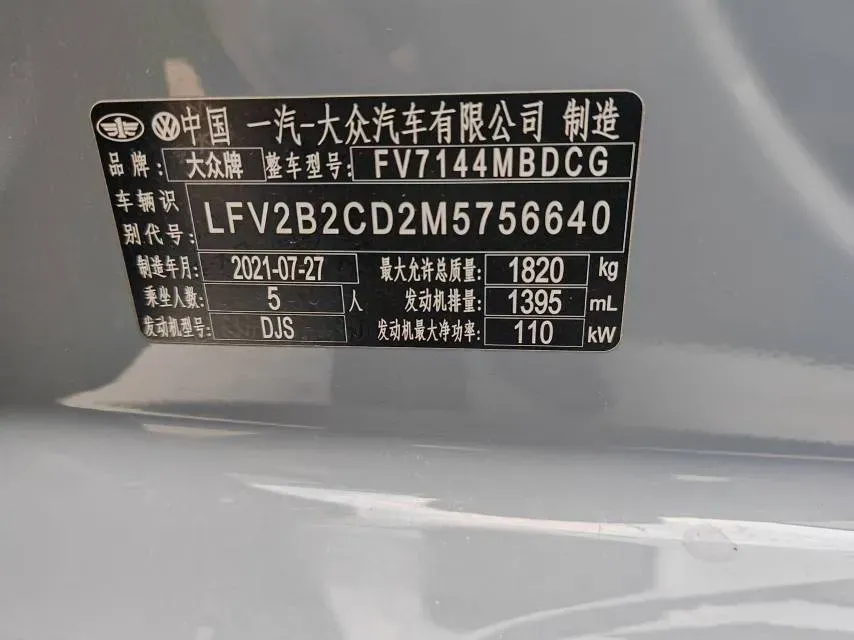 中国 一汽-大众汽车有限公司 制造
品牌: 大众牌 整车型号: FV7144MBDCG
车辆识别代号: LFV2B2CD2M5756640
制造年月: 2021-07-27 最大允许总质量: 1820 kg
乘坐人数: 5 人 发动机排量: 1395 mL
发动机型号: DJS 发动机最大净功率: 110 kW